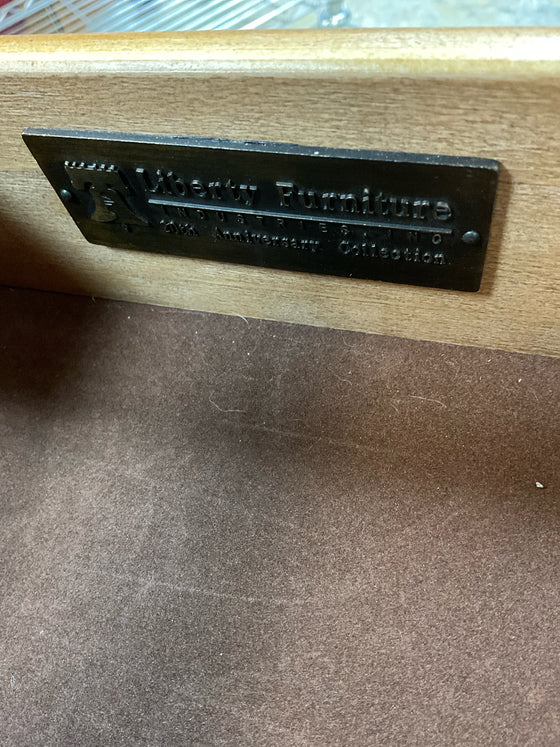 Liberty Furniture
INDUSTRIES, INC
Anniversary Collection